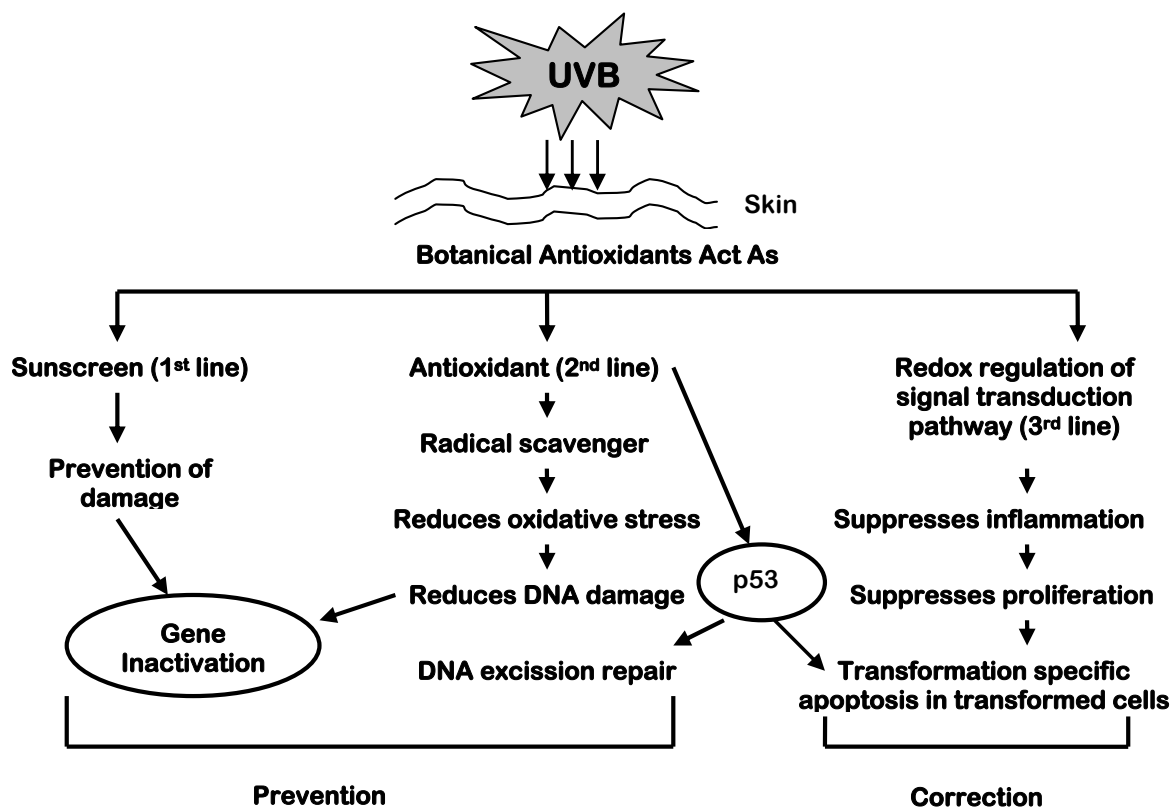 UVB
Skin
Botanical Antioxidants Act As
Sunscreen (1st line)
Prevention of
damage
Gene
Inactivation
Antioxidant (2nd line)
Radical scavenger
Reduces oxidative stress
Reduces DNA damage
p53
DNA excission repair
Redox regulation of
signal transduction
pathway (3rd line)
Suppresses inflammation
Suppresses proliferation
Transformation specific
apoptosis in transformed cells
Prevention
Correction